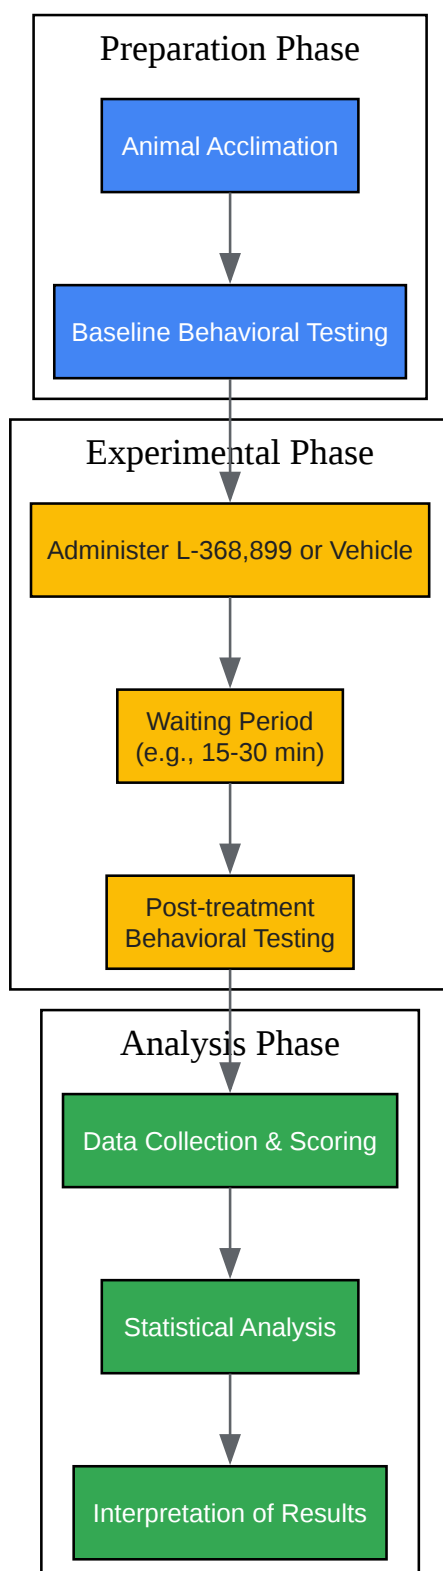 Preparation Phase
Animal Acclimation
Baseline Behavioral Testing
Experimental Phase
Administer L-368,899 or Vehicle
Waiting Period
(e.g., 15-30 min)
Post-treatment
Behavioral Testing
Analysis Phase
Data Collection & Scoring
Statistical Analysis
Interpretation of Results